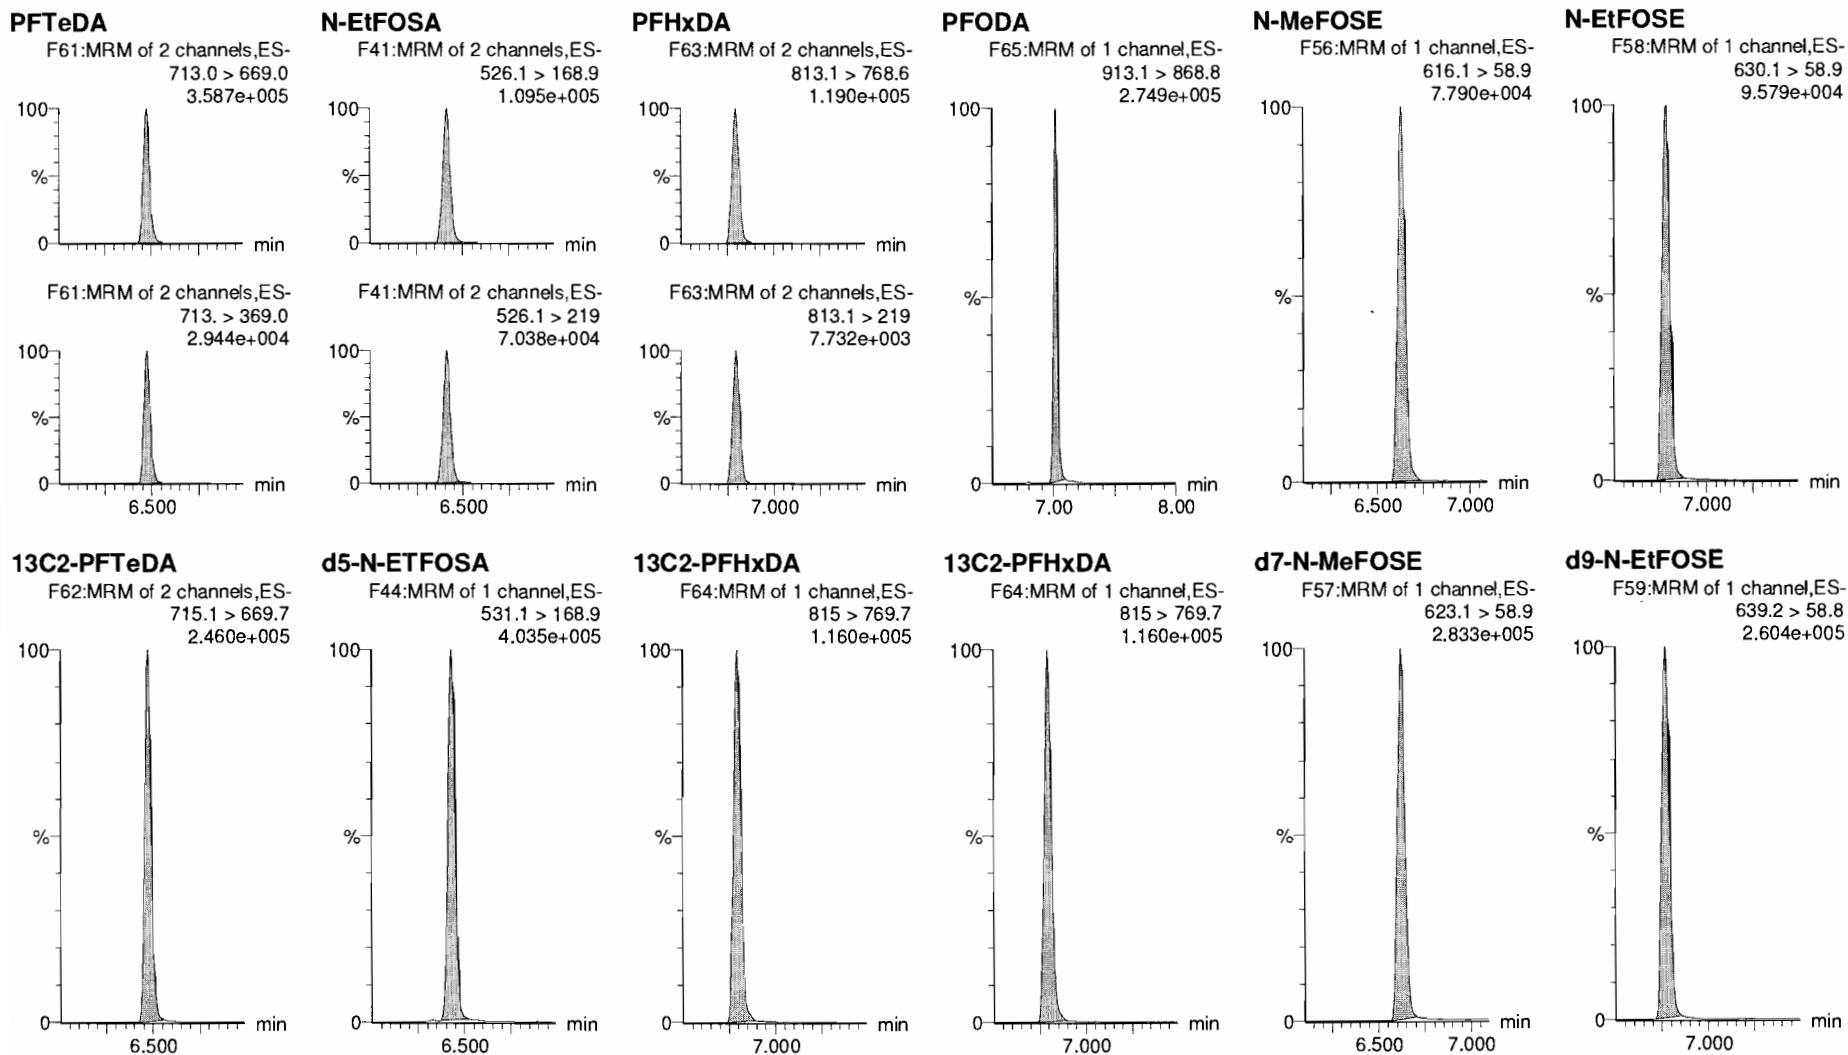 PFTeDA
F61:MRM of 2 channels,ES-
713.0 > 669.0
3.587e+005
100
%
0
min
F61:MRM of 2 channels,ES-
713. > 369.0
2.944e+004
100
%
0
min
6.500
N-EtFOSA
F41:MRM of 2 channels,ES-
526.1 > 168.9
1.095e+005
100
%
0
min
F41:MRM of 2 channels,ES-
526.1 > 219
7.038e+004
100
%
0
min
6.500
PFHxDA
F63:MRM of 2 channels,ES-
813.1 > 768.6
1.190e+005
100
%
0
min
F63:MRM of 2 channels,ES-
813.1 > 219
7.732e+003
100
%
0
min
7.000
PFODA
F65:MRM of 1 channel,ES-
913.1 > 868.8
2.749e+005
100
%
0
min
7.00 8.00
N-MeFOSE
F56:MRM of 1 channel,ES-
616.1 > 58.9
7.790e+004
100
%
0
min
6.500 7.000
N-EtFOSE
F58:MRM of 1 channel,ES-
630.1 > 58.9
9.579e+004
100
%
0
min
7.000
13C2-PFTeDA
F62:MRM of 2 channels,ES-
715.1 > 669.7
2.460e+005
100
%
0
min
6.500
d5-N-ETFOSA
F44:MRM of 1 channel,ES-
531.1 > 168.9
4.035e+005
100
%
0
min
6.500
13C2-PFHxDA
F64:MRM of 1 channel,ES-
815 > 769.7
1.160e+005
100
%
0
min
7.000
13C2-PFHxDA
F64:MRM of 1 channel,ES-
815 > 769.7
1.160e+005
100
%
0
min
7.000
d7-N-MeFOSE
F57:MRM of 1 channel,ES-
623.1 > 58.9
2.833e+005
100
%
0
min
6.500 7.000
d9-N-EtFOSE
F59:MRM of 1 channel,ES-
639.2 > 58.8
2.604e+005
100
%
0
min
7.000